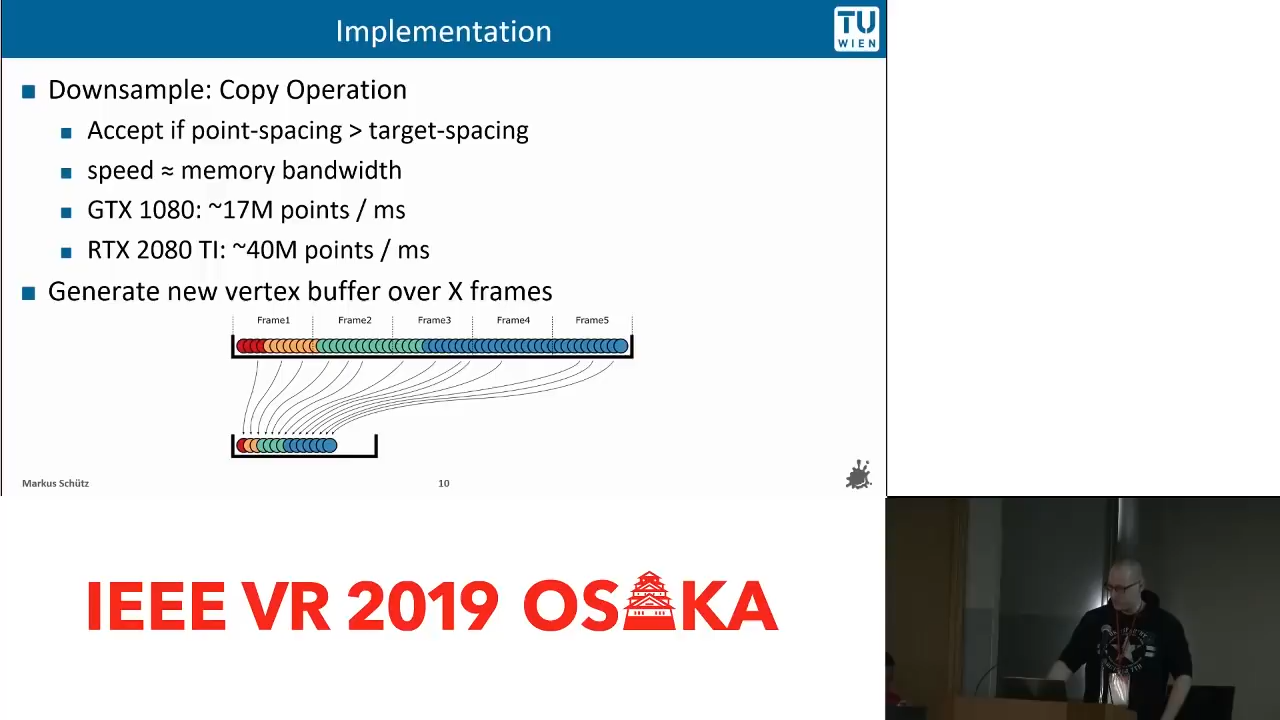 Implementation
TU
WIEN
Downsample: Copy Operation
Accept if point-spacing > target-spacing
speed ≈ memory bandwidth
GTX 1080: ~17M points / ms
RTX 2080 TI: ~40M points / ms
Generate new vertex buffer over X frames
Frame1 Frame2 Frame3 Frame4 Frame5
Markus Schütz
10
IEEE VR 2019 OSAKA